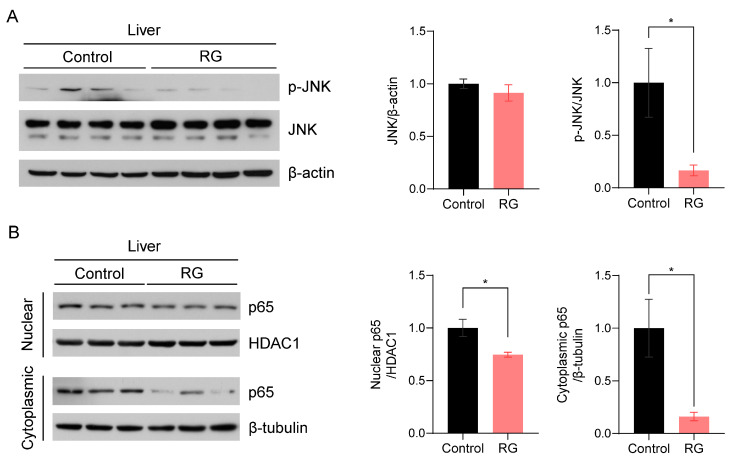 A
Liver
Control RG
p-JNK
JNK
β-actin
JNK/β-actin
1.5
1.0
0.5
0.0
Control RG
p-JNK/JNK
1.5
1.0
0.5
0.0
*
Control RG
B
Liver
Control RG
Nuclear
p65
HDAC1
Cytoplasmic
p65
β-tubulin
Nuclear p65
/HDAC1
1.5
1.0
0.5
0.0
*
Control RG
Cytoplasmic p65
/β-tubulin
1.5
1.0
0.5
0.0
*
Control RG